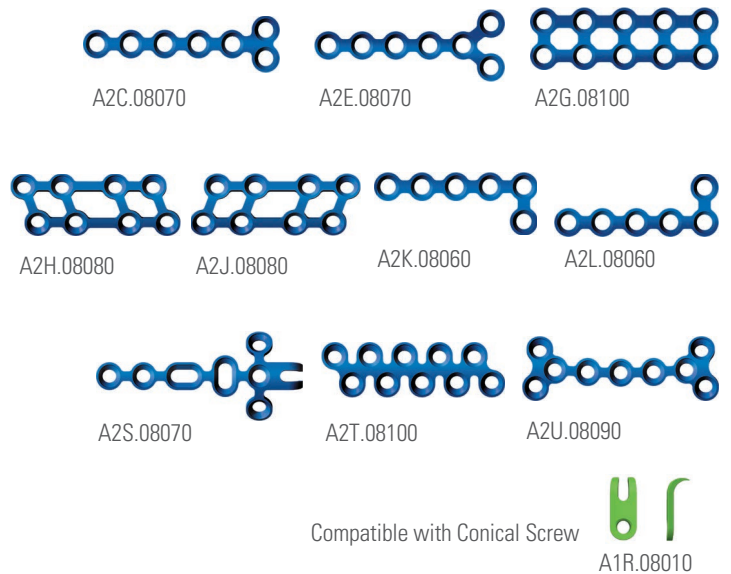 A2C.08070
A2E.08070
A2G.08100
A2H.08080
A2J.08080
A2K.08060
A2L.08060
A2S.08070
A2T.08100
A2U.08090
Compatible with Conical Screw
A1R.08010